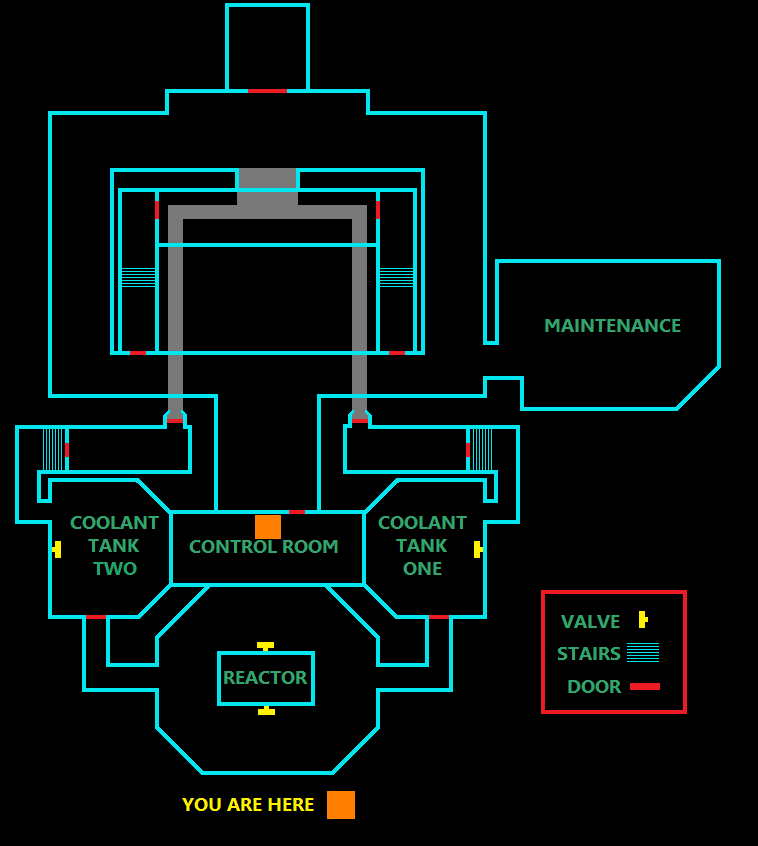 MAINTENANCE
COOLANT
TANK
TWO
CONTROL ROOM
COOLANT
TANK
ONE
REACTOR
VALVE
STAIRS
DOOR
YOU ARE HERE